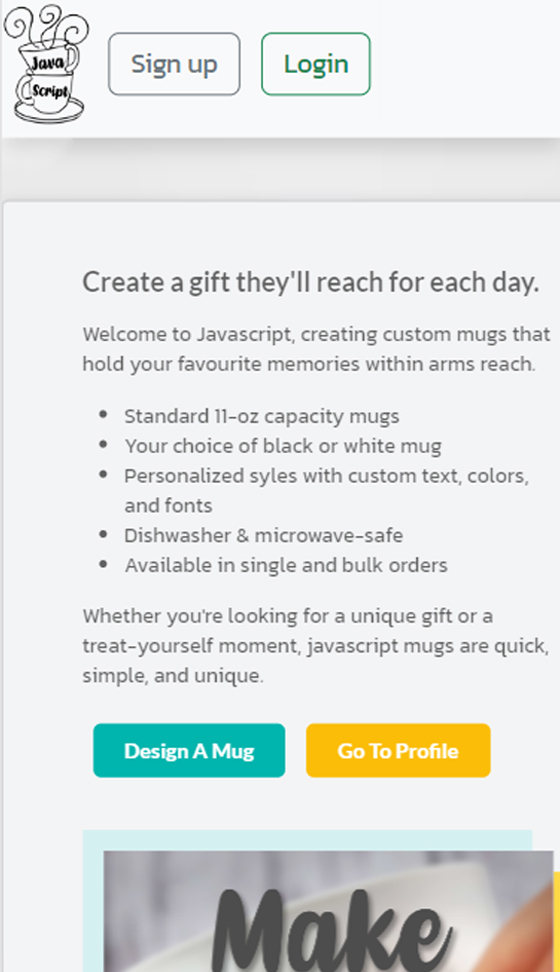 Java
Script
Sign up
Login
Create a gift they'll reach for each day.
Welcome to Javascript, creating custom mugs that
hold your favourite memories within arms reach.
Standard 11-oz capacity mugs
Your choice of black or white mug
Personalized syles with custom text, colors,
and fonts
Dishwasher & microwave-safe
Available in single and bulk orders
Whether you're looking for a unique gift or a
treat-yourself moment, javascript mugs are quick,
simple, and unique.
Design A Mug
Go To Profile
Make